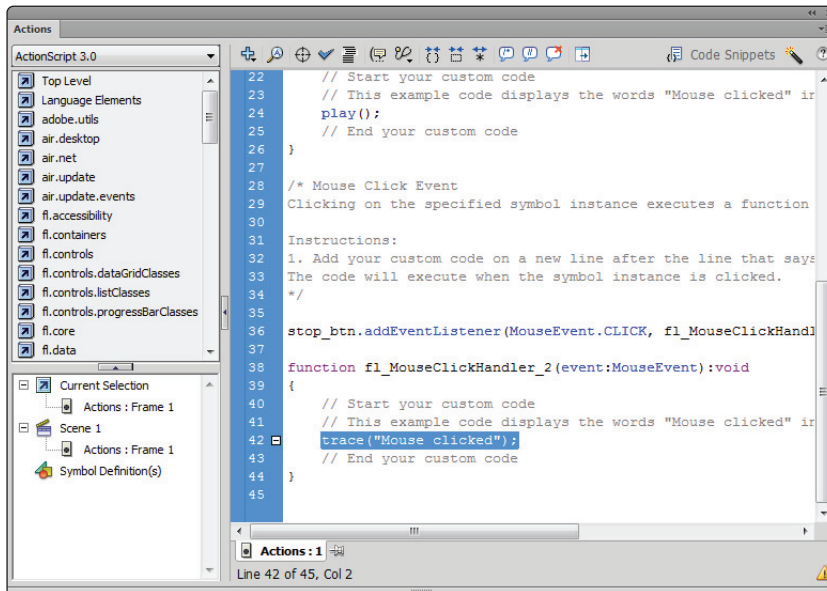 Actions
ActionScript 3.0
Code Snippets
Top Level
Language Elements
adobe.utils
air.desktop
air.net
air.update
air.update.events
fl.accessibility
fl.containers
fl.controls
fl.controls.dataGridClasses
fl.controls.listClasses
fl.controls.progressBarClasses
fl.core
fl.data
Current Selection
Actions : Frame 1
Scene 1
Actions : Frame 1
Symbol Definition(s)
22 // Start your custom code
23 // This example code displays the words "Mouse clicked" in
24 play();
25 // End your custom code
26 }
27
28 /* Mouse Click Event
29 Clicking on the specified symbol instance executes a function
30
31 Instructions:
32 1. Add your custom code on a new line after the line that says
33 The code will execute when the symbol instance is clicked.
34 */
35
36 stop_btn.addEventListener(MouseEvent.CLICK, fl_MouseClickHandl
37
38 function fl_MouseClickHandler_2(event:MouseEvent):void
39 {
40 // Start your custom code
41 // This example code displays the words "Mouse clicked" in
42 trace("Mouse clicked");
43 // End your custom code
44 }
45
Actions : 1
Line 42 of 45, Col 2